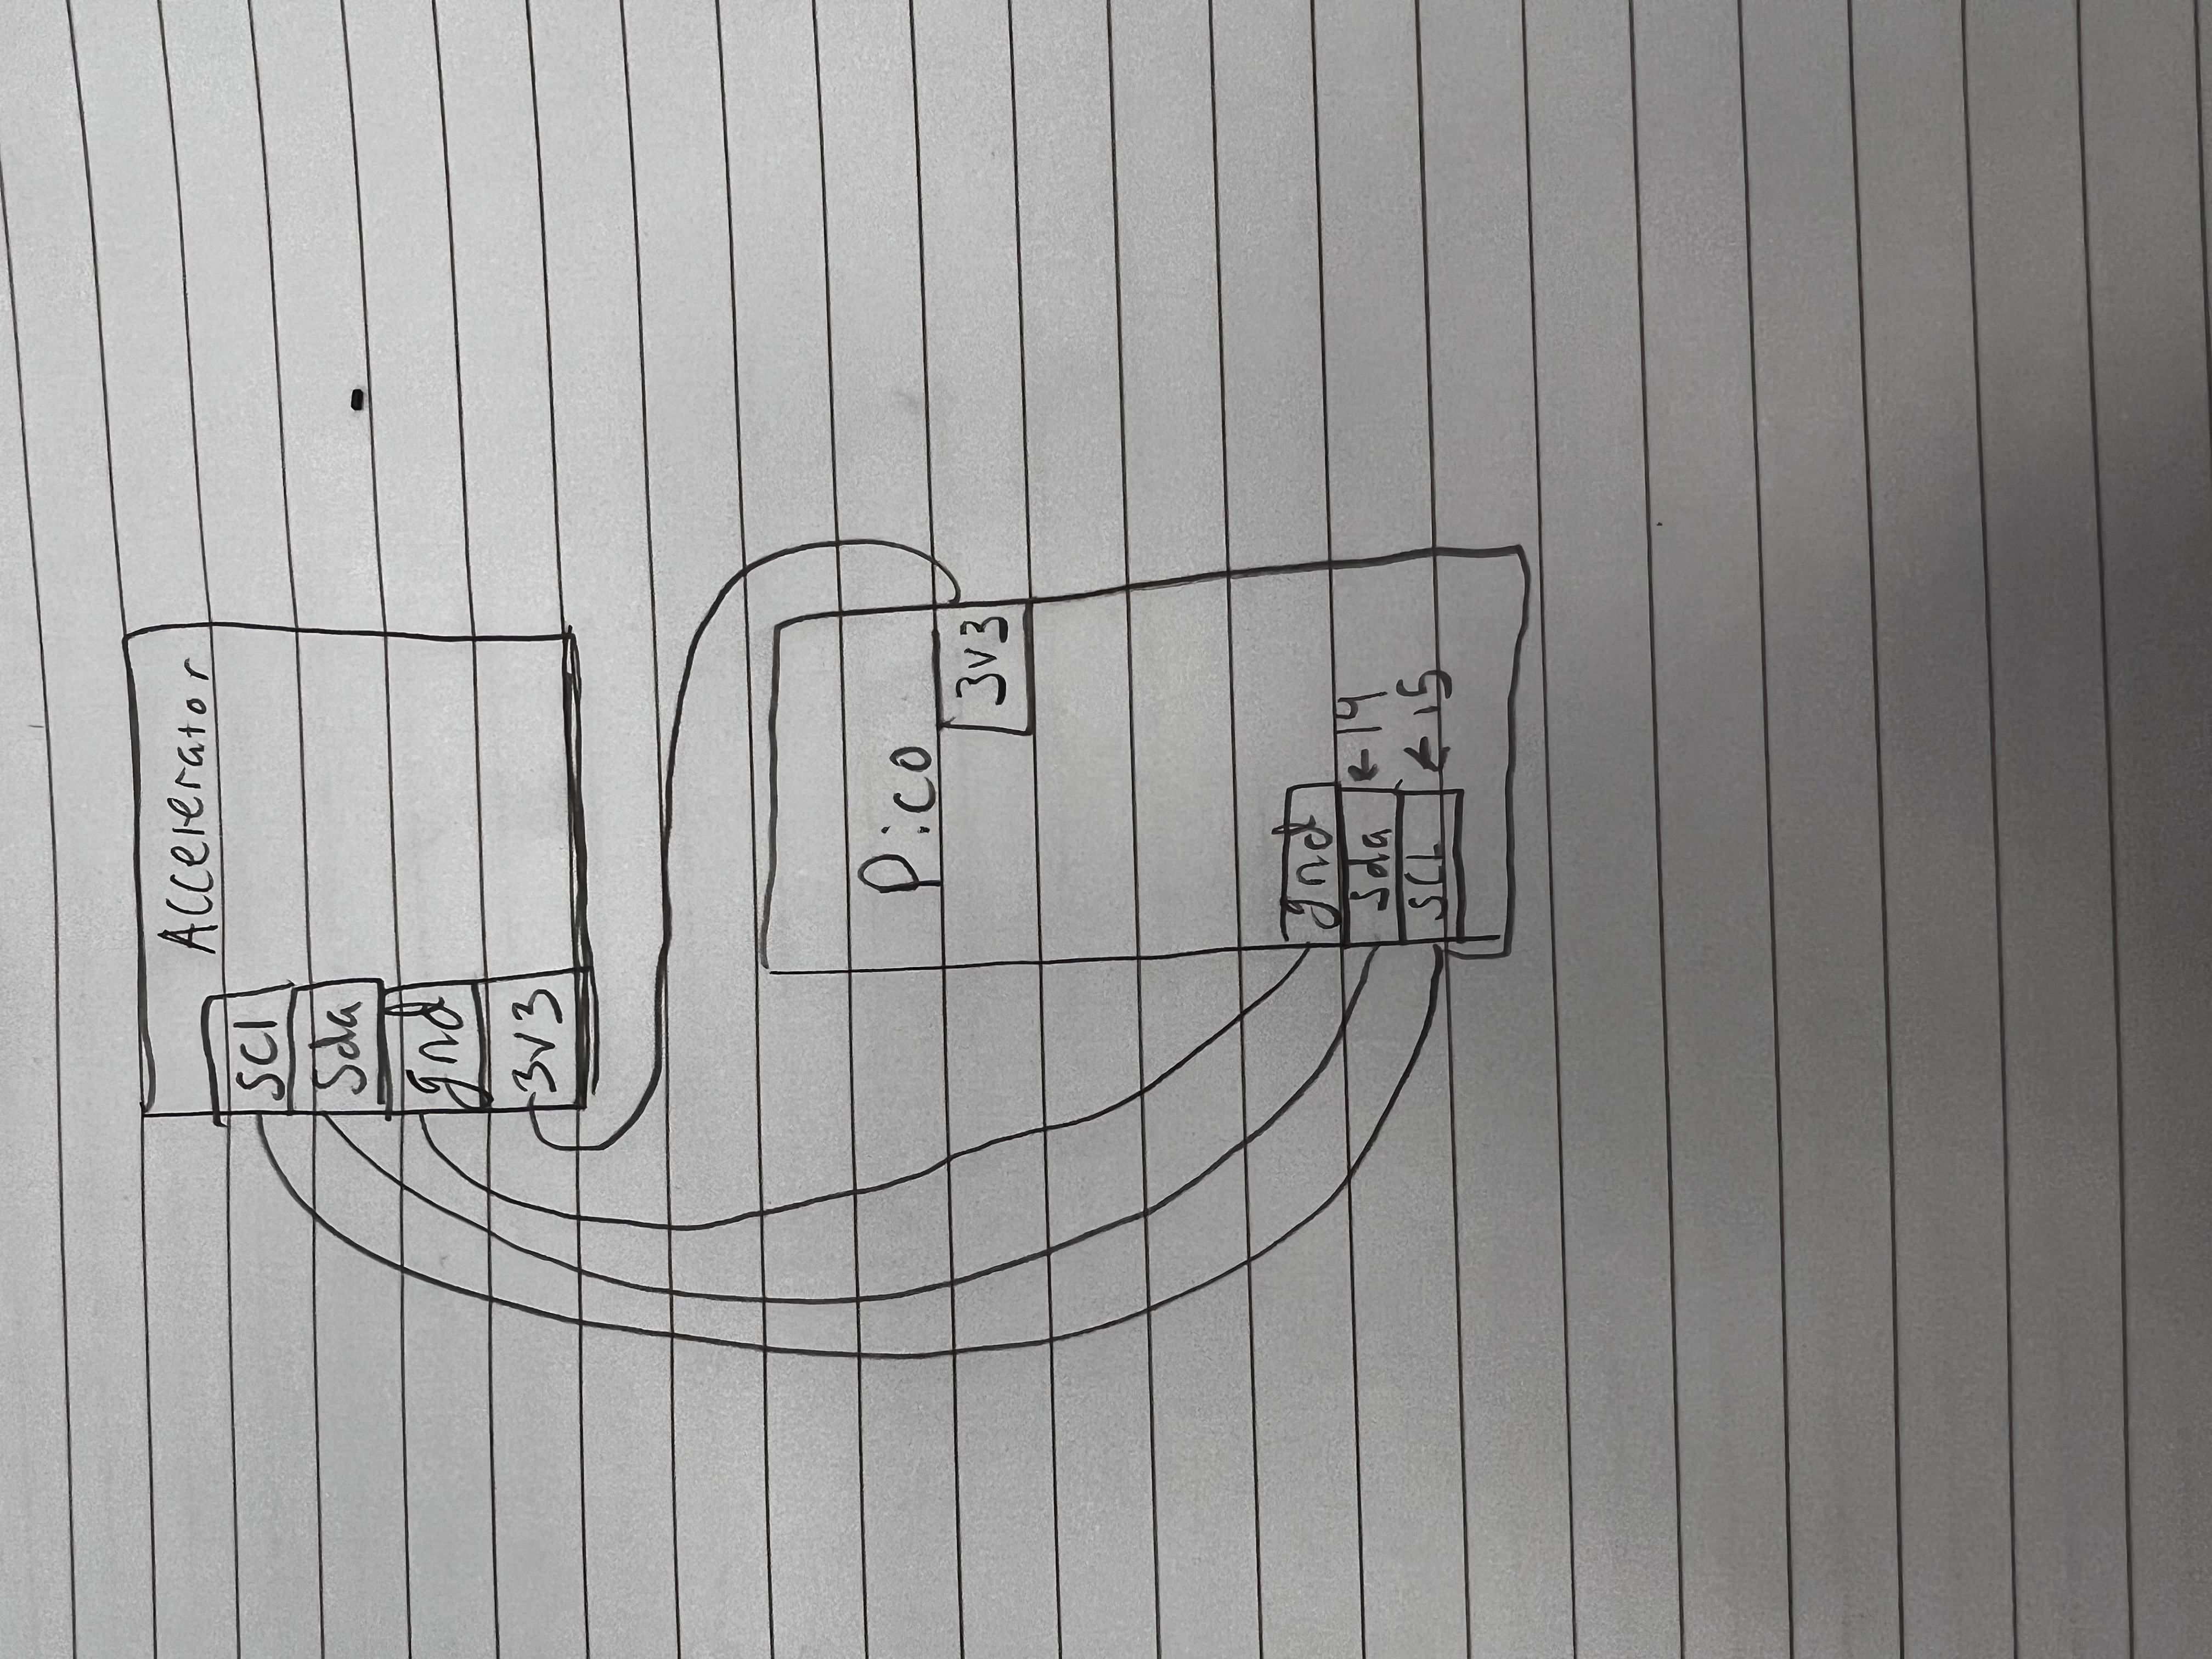 Accelerator
SCl
Sda
gnd
3v3
Pico
3v3
gnd
sda ← 14
SCL ← 15